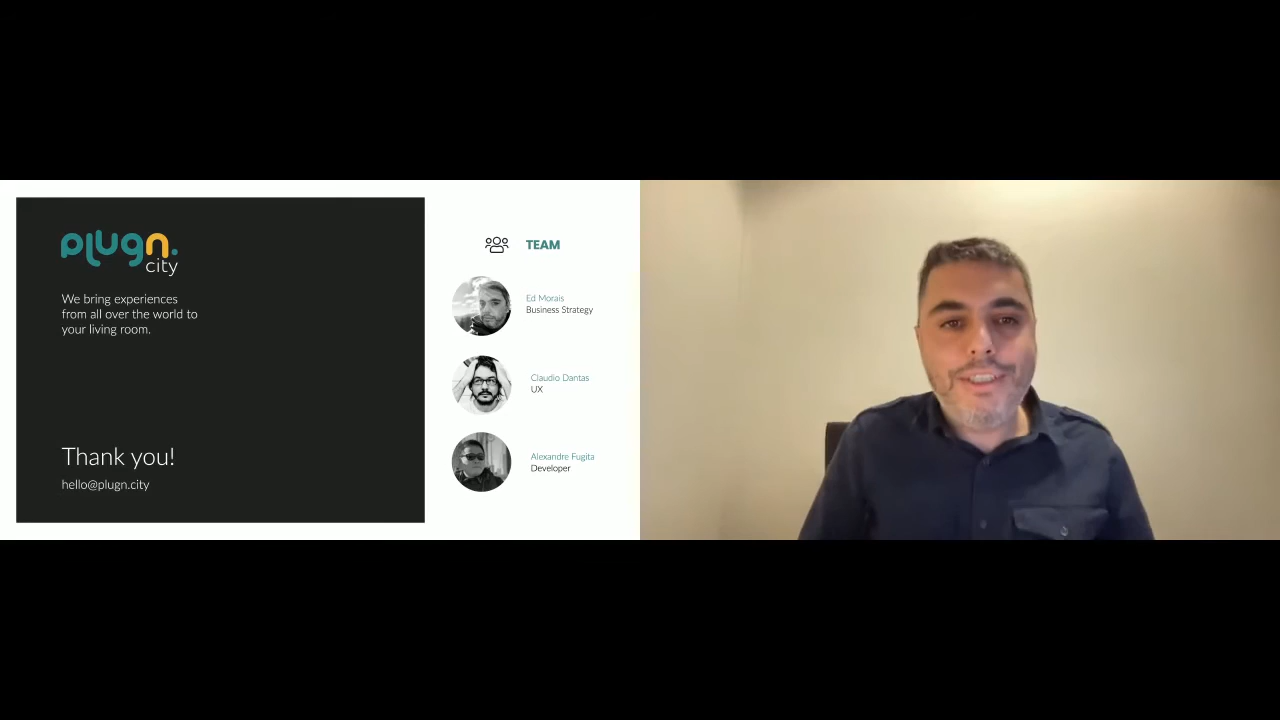 plugn.
city
We bring experiences
from all over the world to
your living room.
Thank you!
hello@plugn.city
TEAM
Ed Morais
Business Strategy
Claudio Dantas
UX
Alexandre Fugita
Developer